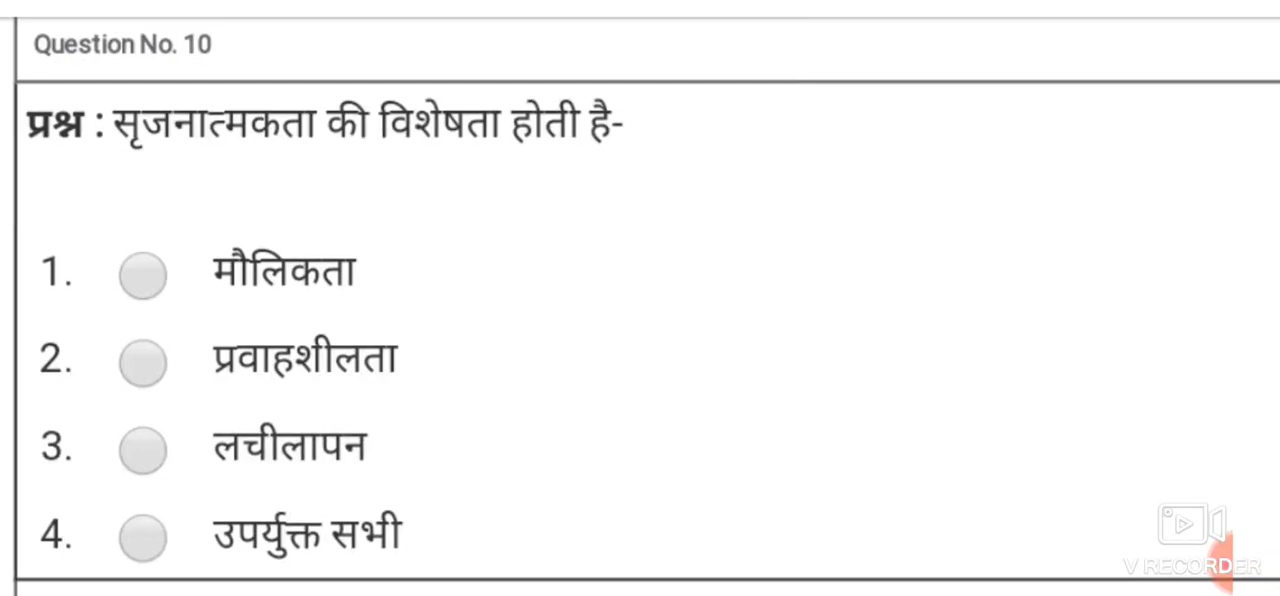 Question No. 10
प्रश्न : सृजनात्मकता की विशेषता होती है-
1. मौलिकता
2. प्रवाहशीलता
3. लचीलापन
4. उपर्युक्त सभी
V RECORDER